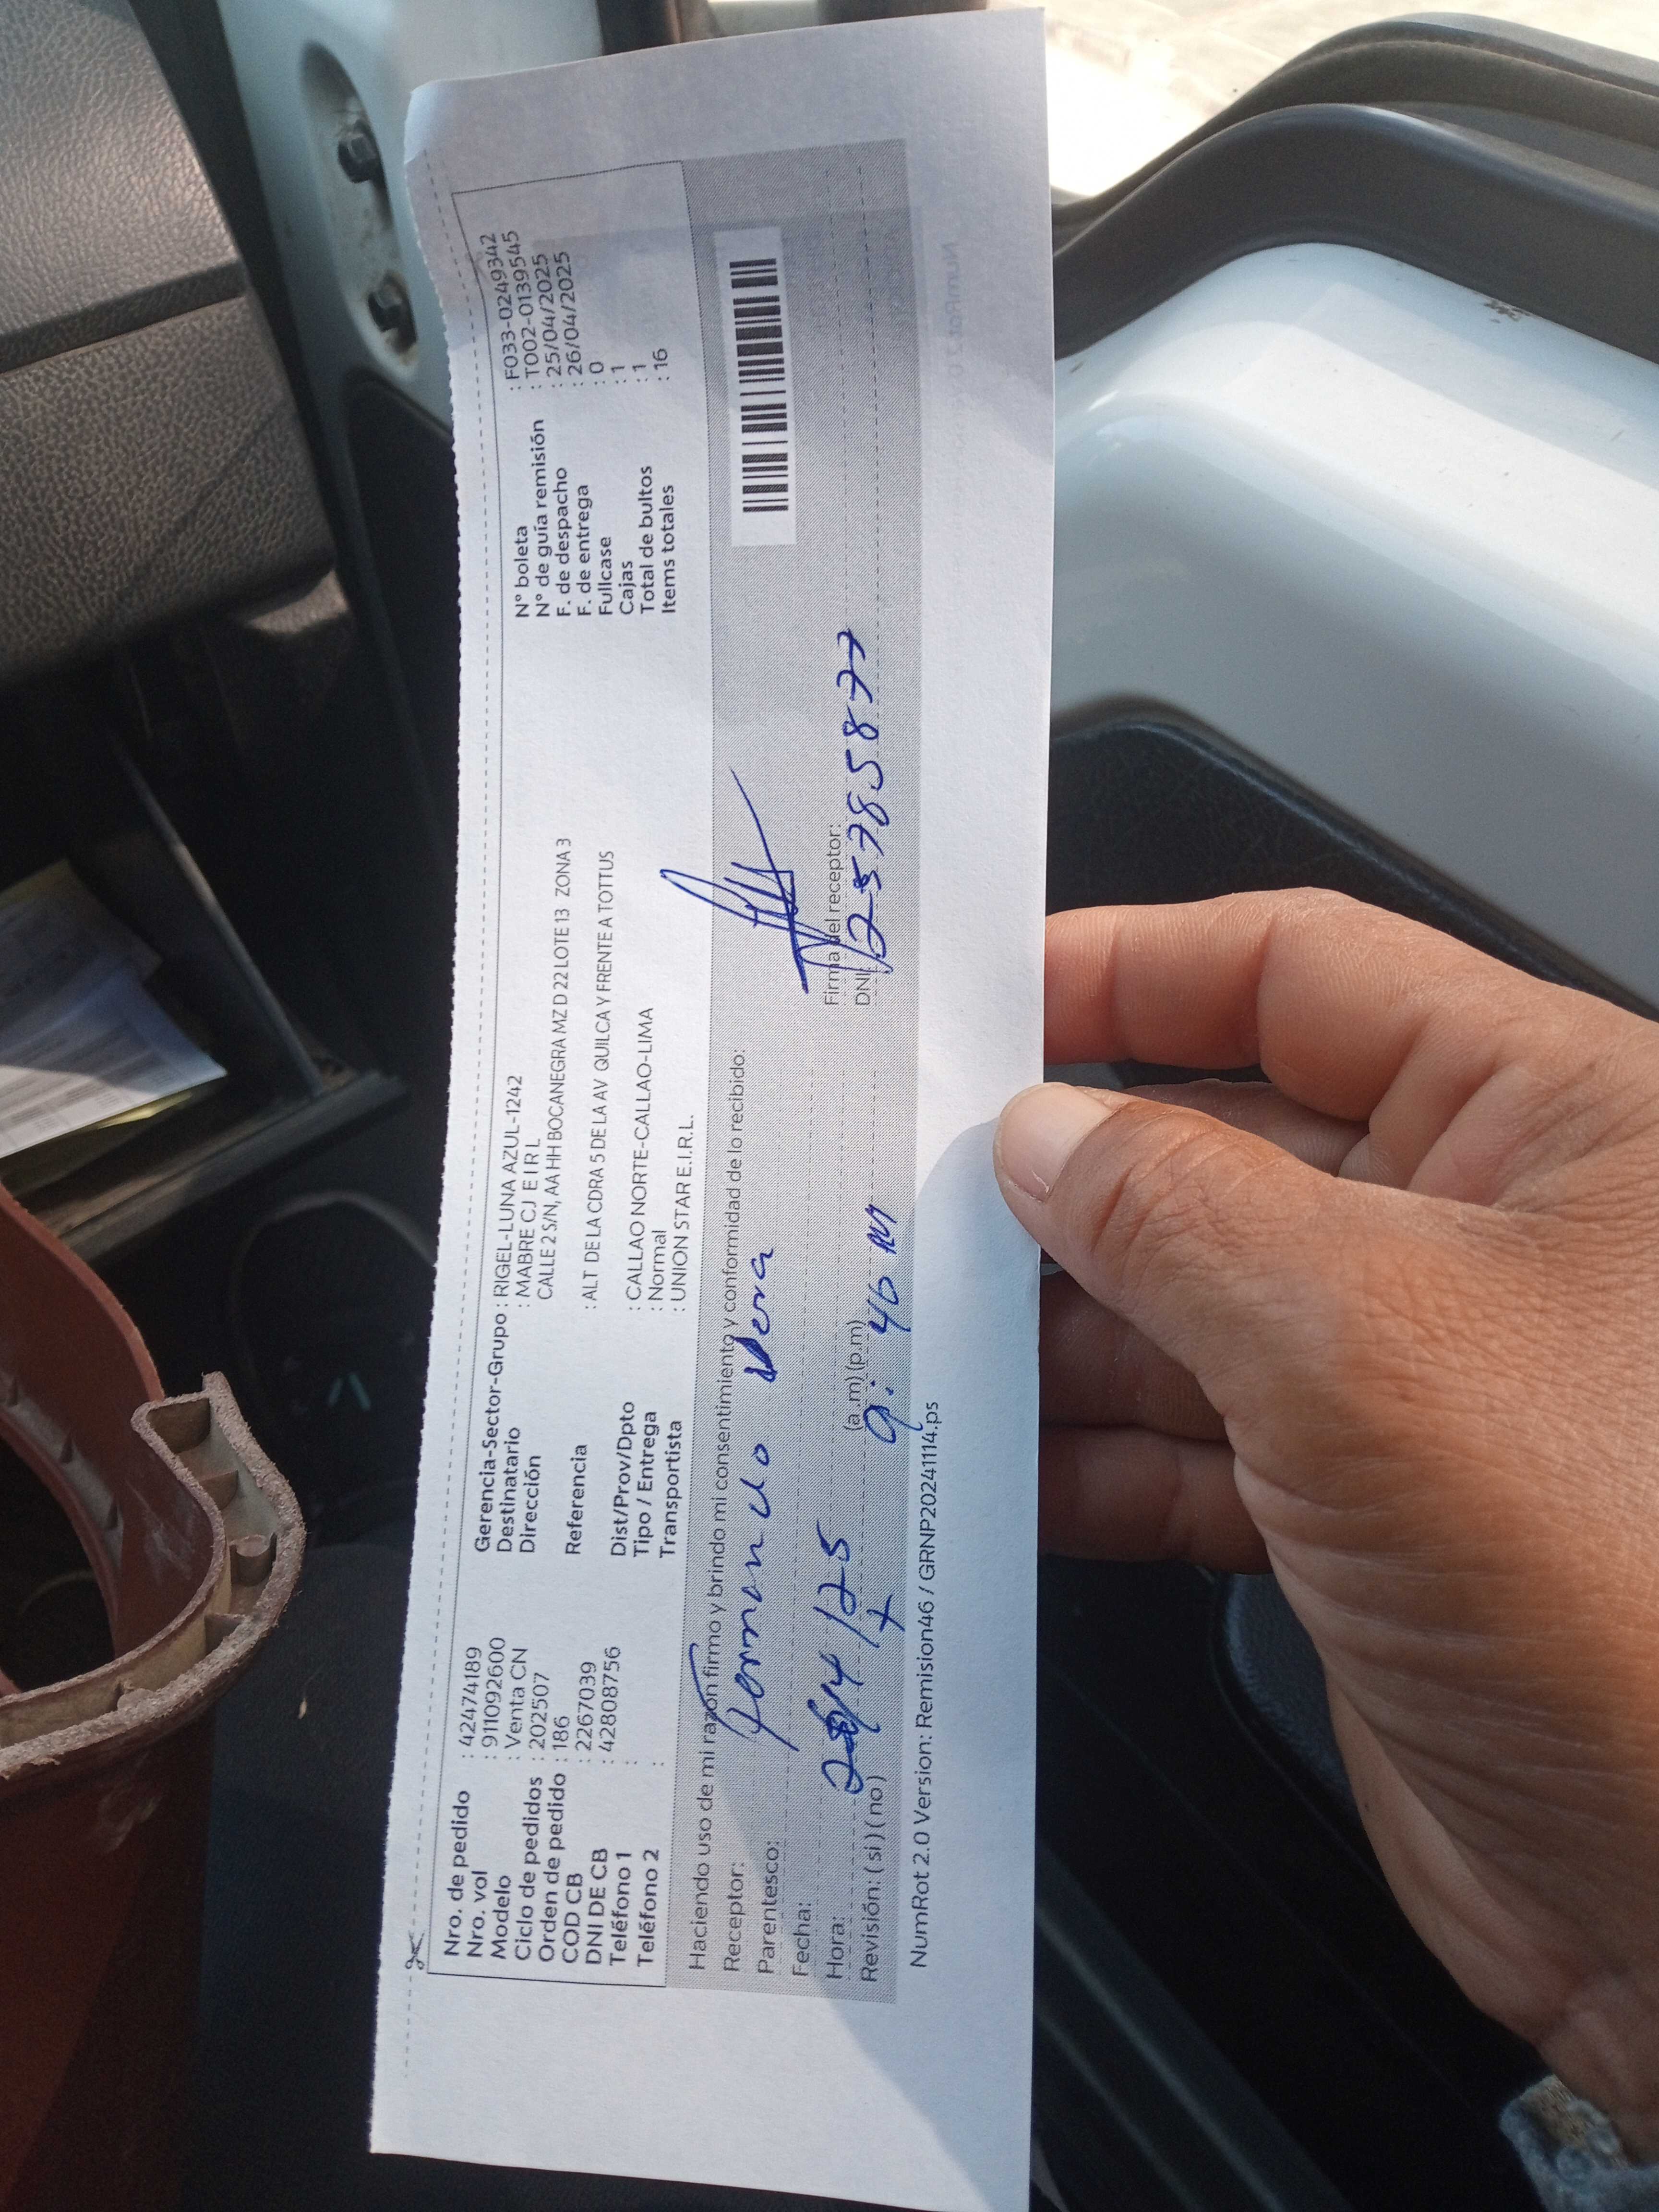 Nro. de pedido : 42474189
Nro. vol : 911092600
Modelo : Venta CN
Ciclo de pedidos : 202507
Orden de pedido : 186
COD CB : 2267039
DNI DE CB : 42808756
Teléfono 1 :
Teléfono 2 :
Gerencia-Sector-Grupo : RIGEL-LUNA AZUL-1242
Destinatario : MABRE CJ E I R L
Dirección CALLE 2 S/N, AA HH BOCANEGRA MZ D 22 LOTE 13 ZONA 3
Referencia : ALT DE LA CDRA 5 DE LA AV QUILCA Y FRENTE A TOTTUS
Dist/Prov/Dpto : CALLAO NORTE-CALLAO-LIMA
Tipo / Entrega : Normal
Transportista : UNION STAR E.I.R.L.
N° boleta : F033-0249342
N° de guía remisión : T002-0139545
F. de despacho : 25/04/2025
F. de entrega : 26/04/2025
Fullcase : 0
Cajas : 1
Total de bultos : 1
Items totales : 16
Haciendo uso de mi razón firmo y brindo mi consentimiento y conformidad de lo recibido:
Receptor: Fernando Vera
Parentesco:
Fecha:
Hora: (a.m)(p.m) 9:40
Revisión: ( si ) ( no )
Firma del receptor:
DNI: 25785877
NumRot 2.0 Version: Remision46 / GRNP20241114.ps